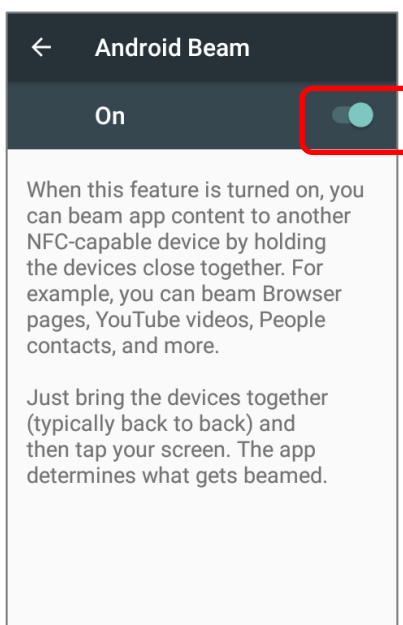 Android Beam
On
When this feature is turned on, you
can beam app content to another
NFC-capable device by holding
the devices close together. For
example, you can beam Browser
pages, YouTube videos, People
contacts, and more.
Just bring the devices together
(typically back to back) and
then tap your screen. The app
determines what gets beamed.